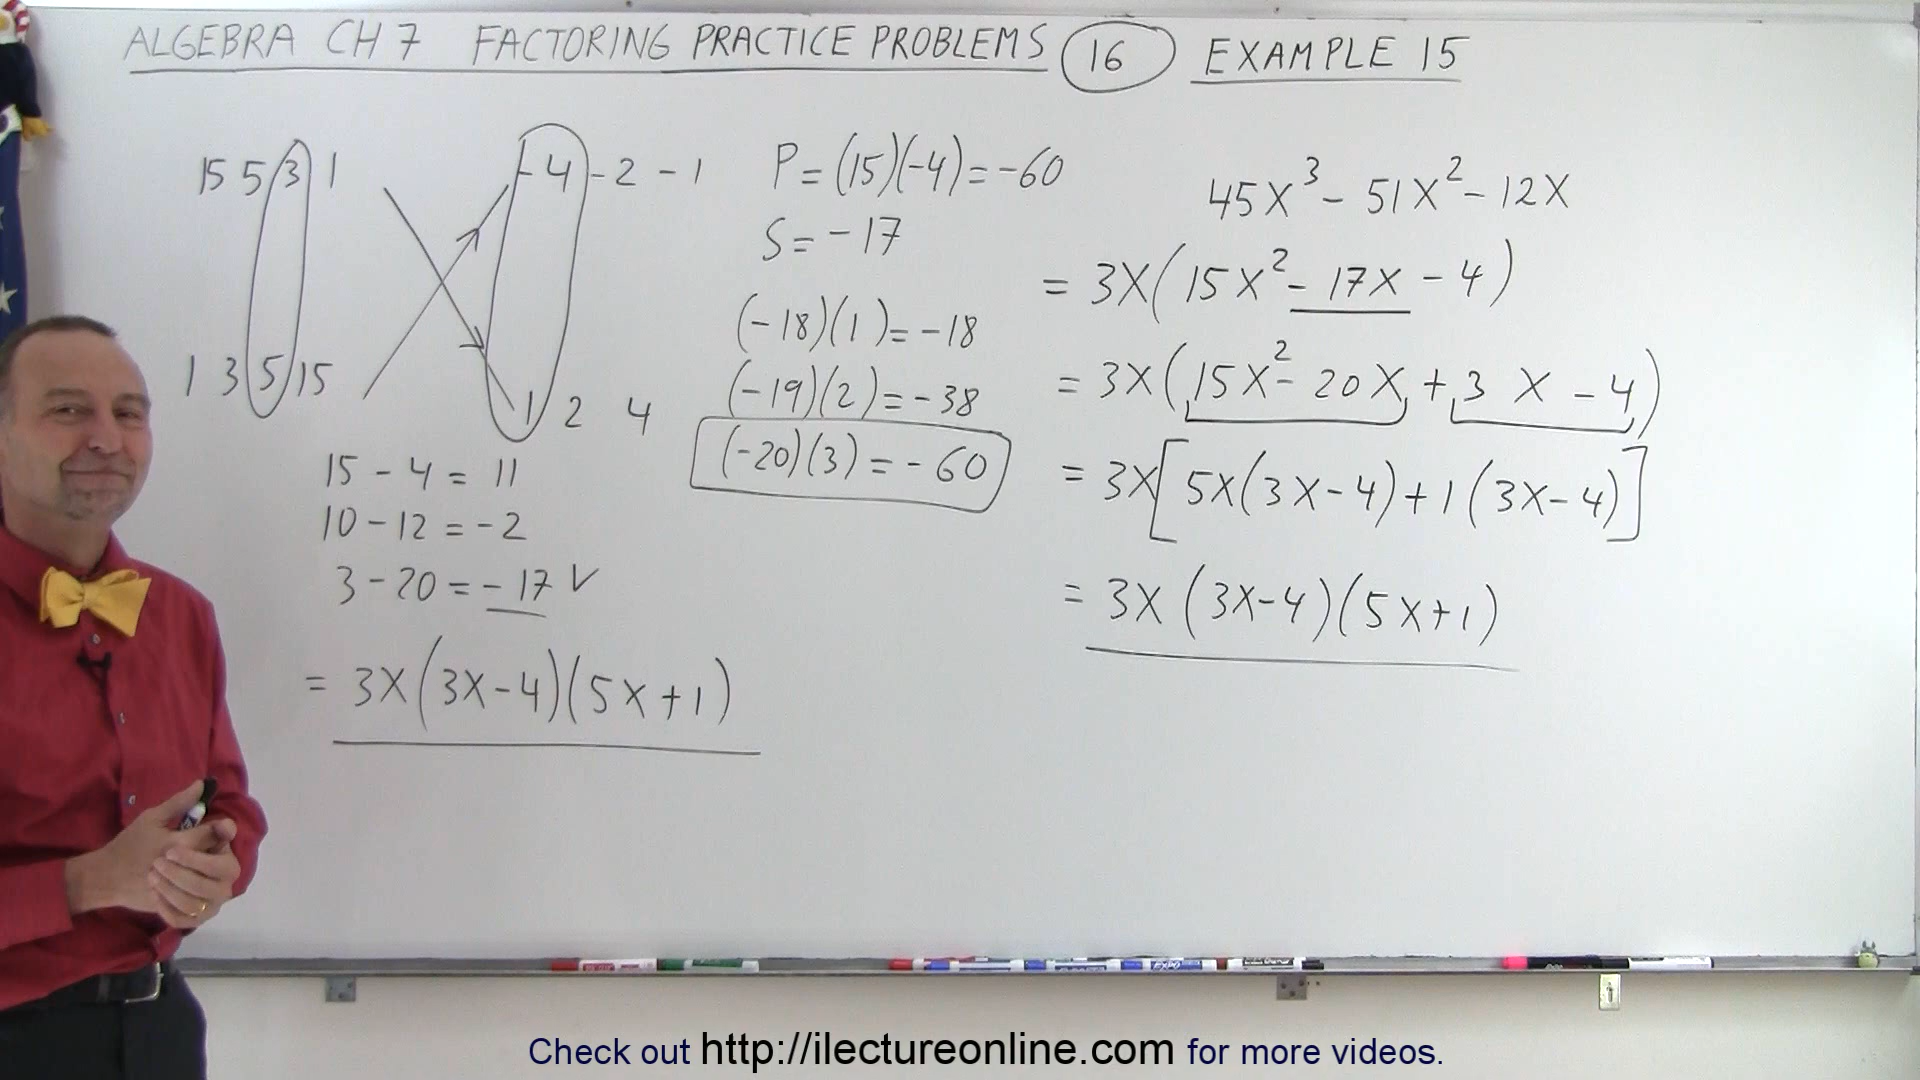 ALGEBRA CH 7 FACTORING PRACTICE PROBLEMS 16 EXAMPLE 15
15 5 3 1 -4 -2 -1
1 3 5 15 1 2 4
15 - 4 = 11
10 - 12 = -2
3 - 20 = -17 √
= 3X(3X-4)(5X+1)
P = (15)(-4) = -60
S = -17
(-18)(1) = -18
(-19)(2) = -38
(-20)(3) = -60
45X³ - 51X² - 12X
= 3X(15X² - 17X - 4)
= 3X(15X² - 20X + 3 X - 4)
= 3X[5X(3X-4)+1(3X-4)]
= 3X(3X-4)(5X+1)
EXPO
Check out http://ilectureonline.com for more videos.